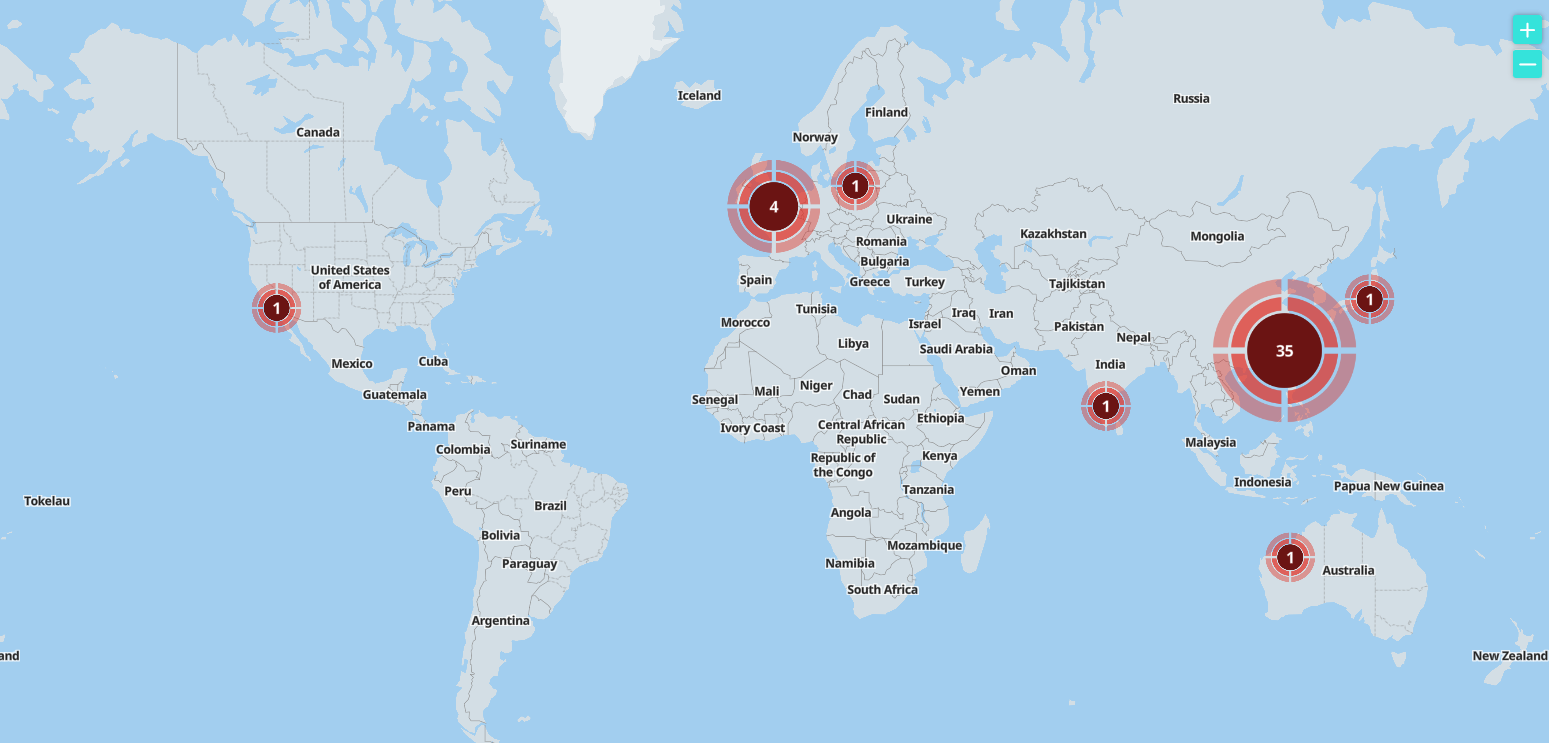 +
−
Iceland
Russia
Finland
Canada
Norway
1
4
Ukraine
Kazakhstan
Mongolia
Romania
Bulgaria
United States
of America
Spain
Greece
Turkey
Tajikistan
1
1
Tunisia
Iraq
Iran
Morocco
Israel
Pakistan
Nepal
Libya
Saudi Arabia
35
Mexico
Cuba
India
Oman
Niger
Mali
Yemen
Guatemala
Chad
Senegal
Sudan
1
Ethiopia
Panama
Ivory Coast
Central African
Republic
Suriname
Malaysia
Colombia
Kenya
Republic of
the Congo
Indonesia
Papua New Guinea
Peru
Tanzania
Tokelau
Brazil
Angola
Bolivia
Mozambique
1
Paraguay
Namibia
Australia
South Africa
Argentina
and
New Zealand